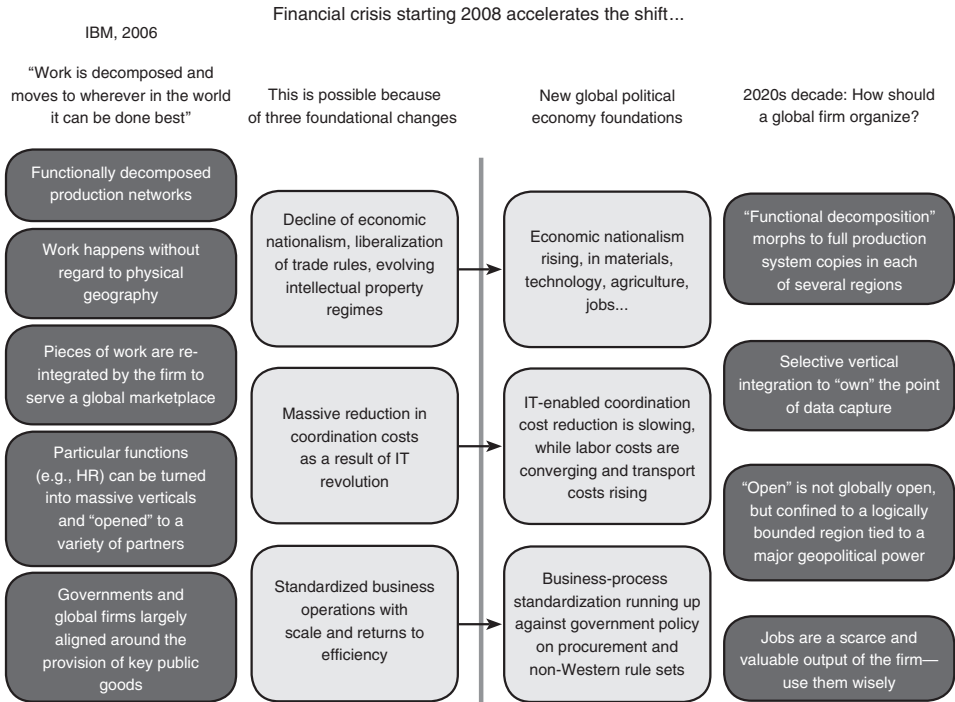 Financial crisis starting 2008 accelerates the shift...
IBM, 2006
“Work is decomposed and
moves to wherever in the world
it can be done best”
Functionally decomposed
production networks
Work happens without
regard to physical
geography
Pieces of work are re-
integrated by the firm to
serve a global marketplace
Particular functions
(e.g., HR) can be turned
into massive verticals
and “opened” to a
variety of partners
Governments and
global firms largely
aligned around the
provision of key public
goods
This is possible because
of three foundational changes
Decline of economic
nationalism, liberalization
of trade rules, evolving
intellectual property
regimes
Massive reduction in
coordination costs
as a result of IT
revolution
Standardized business
operations with
scale and returns to
efficiency
New global political
economy foundations
Economic nationalism
rising, in materials,
technology, agriculture,
jobs...
IT-enabled coordination
cost reduction is slowing,
while labor costs are
converging and transport
costs rising
Business-process
standardization running up
against government policy
on procurement and
non-Western rule sets
2020s decade: How should
a global firm organize?
“Functional decomposition”
morphs to full production
system copies in each
of several regions
Selective vertical
integration to “own” the point
of data capture
“Open” is not globally open,
but confined to a logically
bounded region tied to a
major geopolitical power
Jobs are a scarce and
valuable output of the firm—
use them wisely